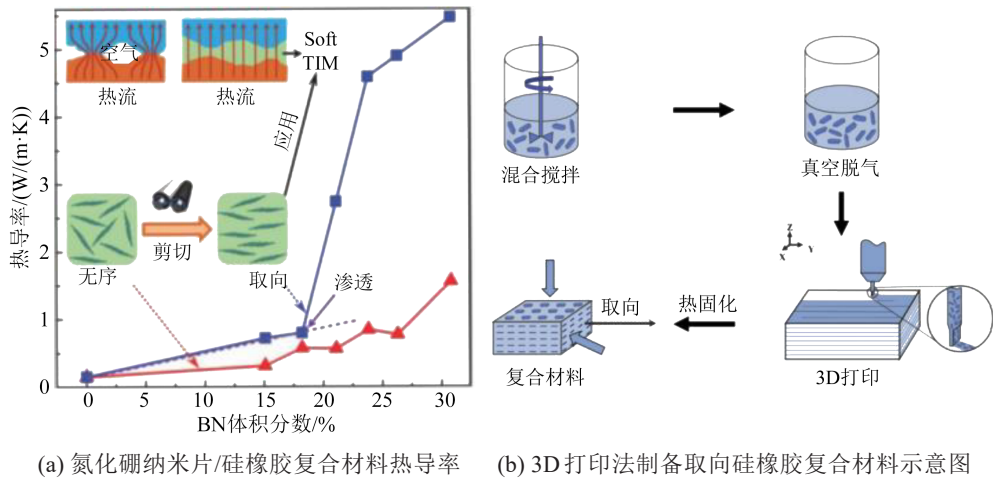 5
4
3
2
1
0
热导率/(W/(m·K)
空气
热流
热流
Soft
TIM
应用
剪切
无序
取向
渗透
0
5
10
15
20
25
30
BN体积分数/%
(a) 氮化硼纳米片/硅橡胶复合材料热导率
混合搅拌
真空脱气
Z
X
Y
取向
热固化
复合材料
3D打印
(b) 3D打印法制备取向硅橡胶复合材料示意图